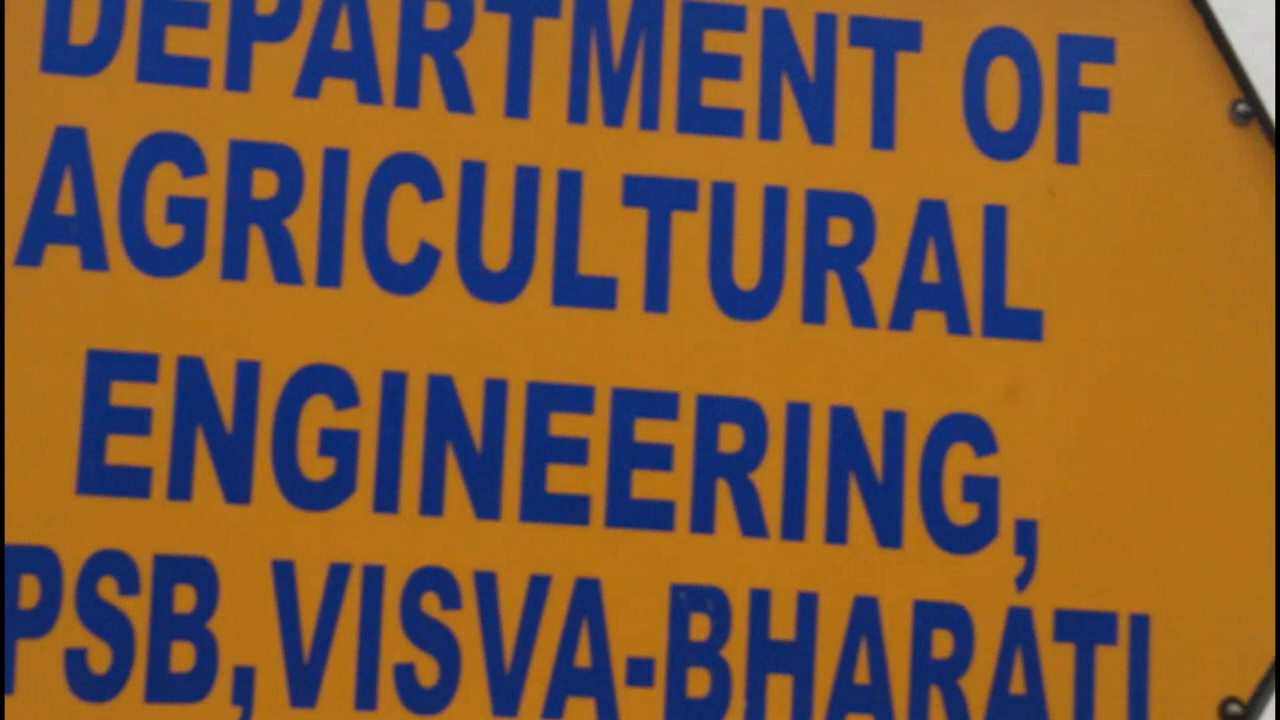 DEPARTMENT OF
AGRICULTURAL
ENGINEERING,
PSB,VISVA-BHARATI